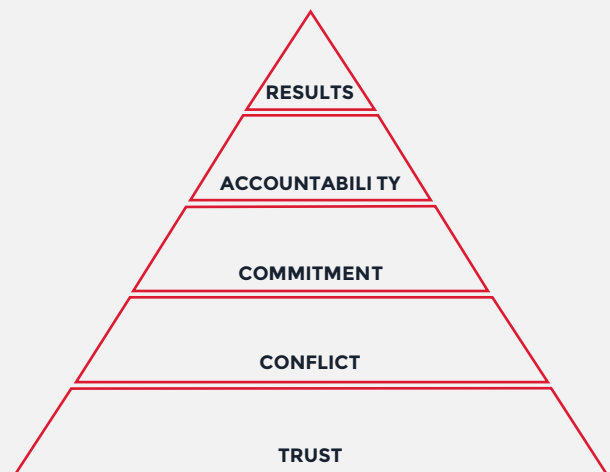 RESULTS
ACCOUNTABILI TY
COMMITMENT
CONFLICT
TRUST